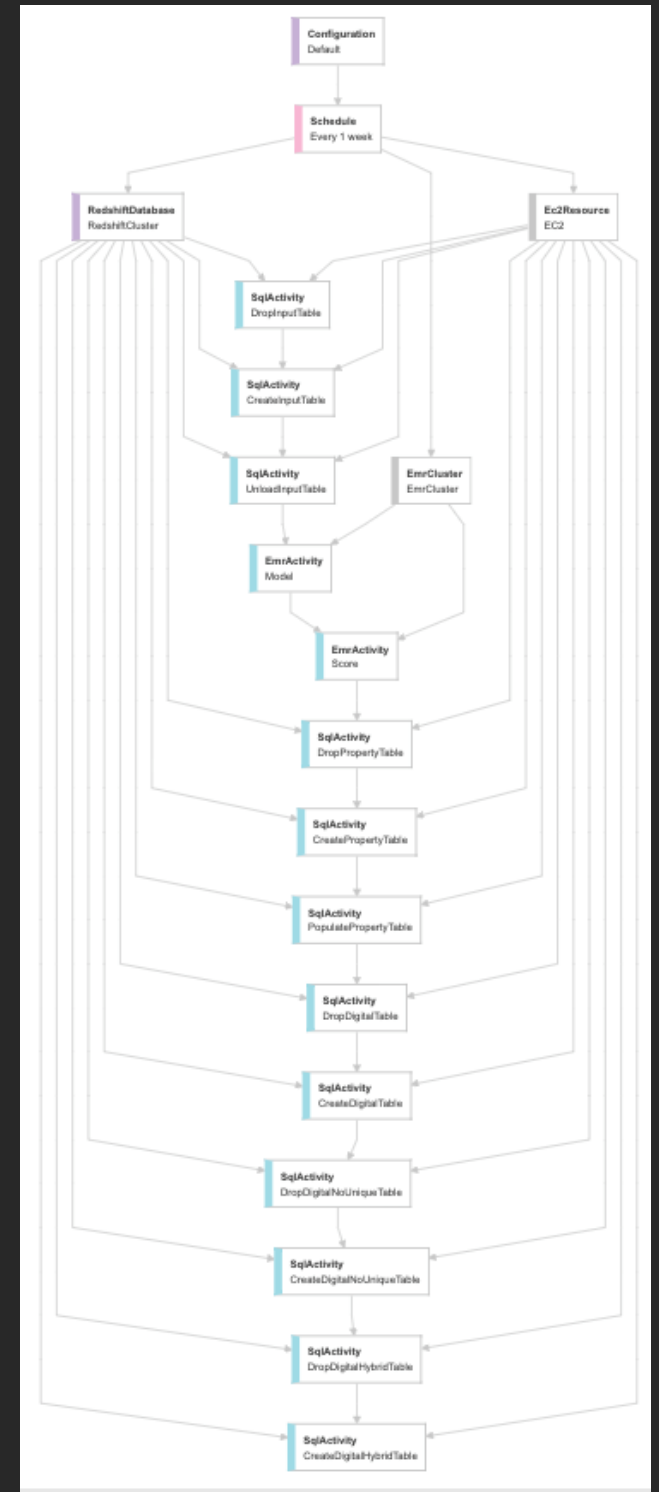 Configuration
Default
Schedule
Every 1 week
RedshiftDatabase
RedshiftCluster
Ec2Resource
EC2
SqlActivity
DropInputTable
SqlActivity
CreateInputTable
SqlActivity
UnloadInputTable
EmrCluster
EmrCluster
EmrActivity
Model
EmrActivity
Score
SqlActivity
DropPropertyTable
SqlActivity
CreatePropertyTable
SqlActivity
PopulatePropertyTable
SqlActivity
DropDigitalTable
SqlActivity
CreateDigitalTable
SqlActivity
DropDigitalNoUniqueTable
SqlActivity
CreateDigitalNoUniqueTable
SqlActivity
DropDigitalHybridTable
SqlActivity
CreateDigitalHybridTable